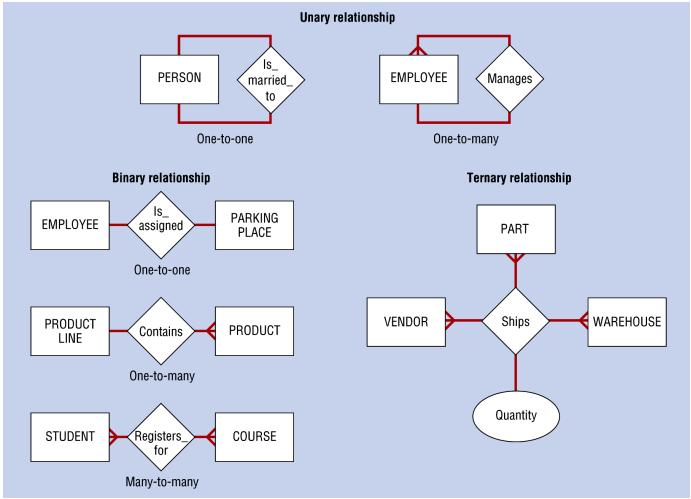 Unary relationship
PERSON
Is_
married_
to
One-to-one
EMPLOYEE
Manages
One-to-many
Binary relationship
EMPLOYEE
Is_
assigned
PARKING
PLACE
One-to-one
PRODUCT
LINE
Contains
PRODUCT
One-to-many
STUDENT
Registers_
for
COURSE
Many-to-many
Ternary relationship
PART
VENDOR
Ships
WAREHOUSE
Quantity